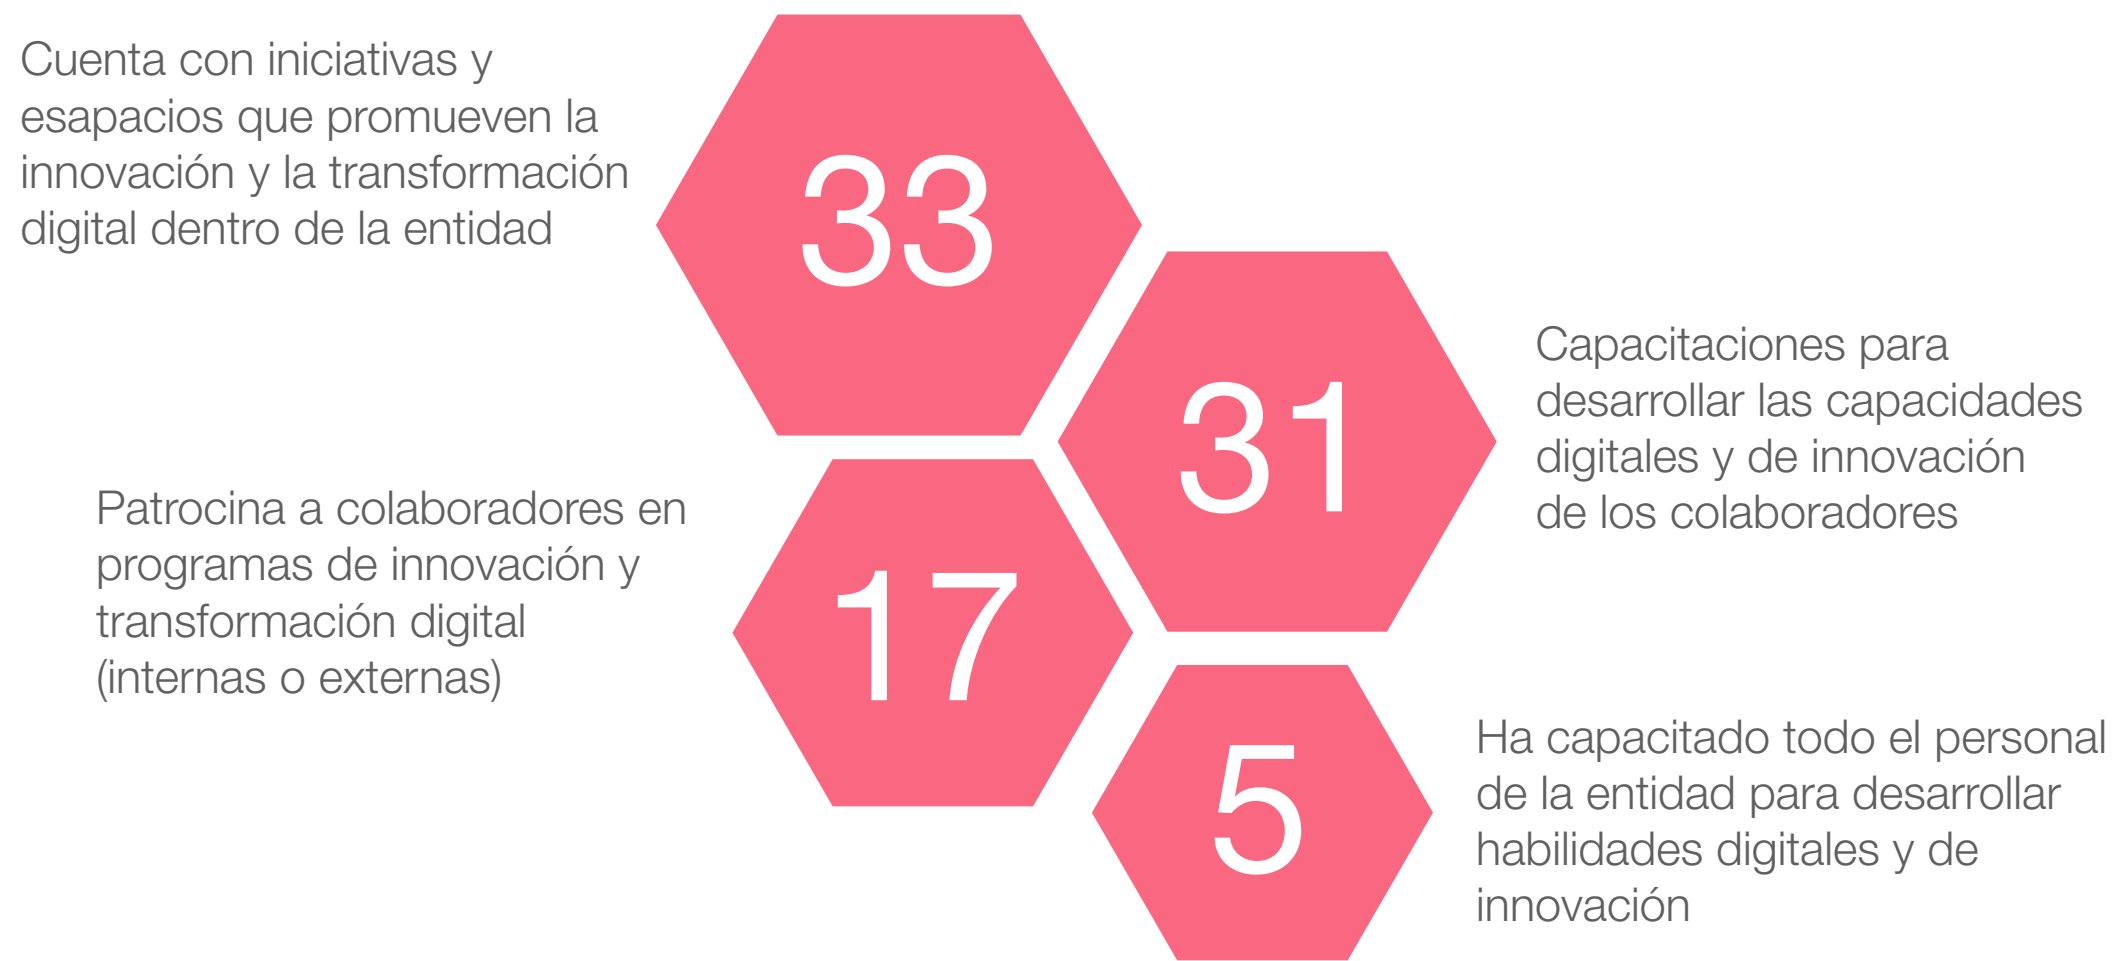 Cuenta con iniciativas y
esapacios que promueven la
innovación y la transformación
digital dentro de la entidad
33
Capacitaciones para
desarrollar las capacidades
digitales y de innovación
de los colaboradores
31
Patrocina a colaboradores en
programas de innovación y
transformación digital
(internas o externas)
17
Ha capacitado todo el personal
de la entidad para desarrollar
habilidades digitales y de
innovación
5